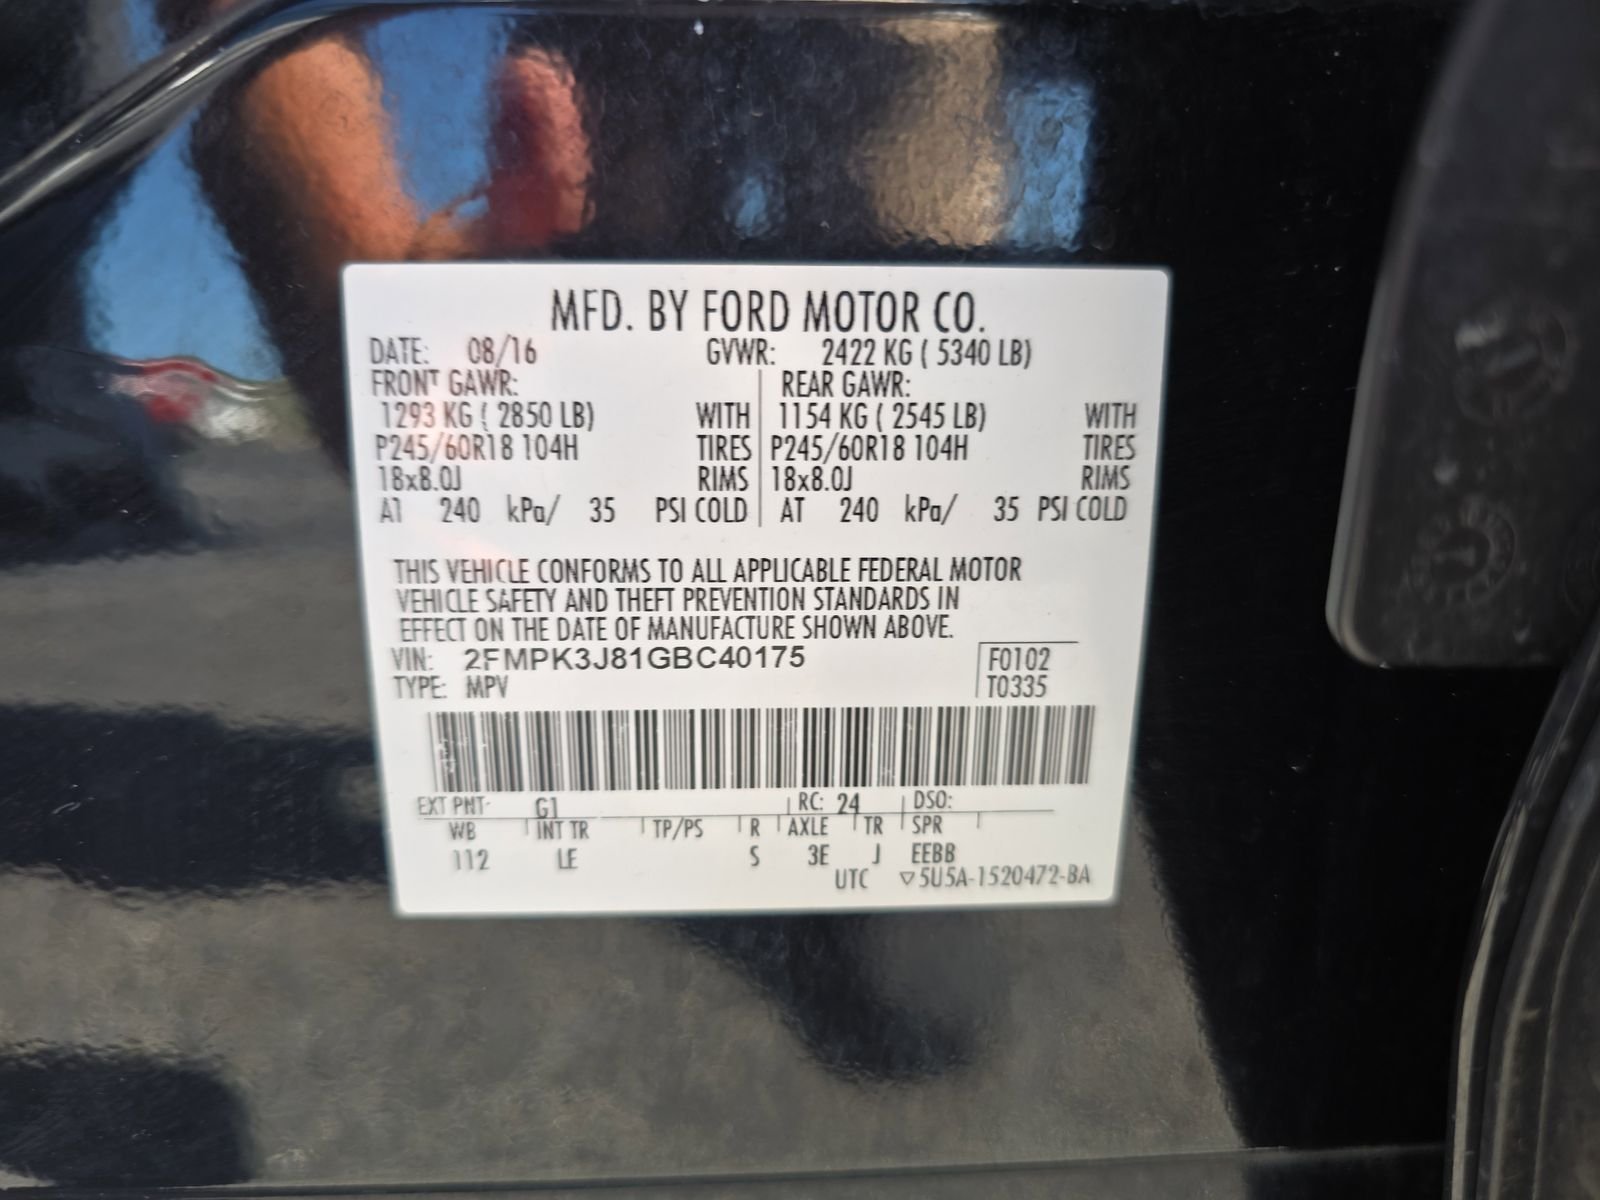 MFD. BY FORD MOTOR CO.
DATE: 08/16 GVWR: 2422 KG ( 5340 LB)
FRONT GAWR: REAR GAWR:
1293 KG ( 2850 LB) WITH 1154 KG ( 2545 LB) WITH
P245/60R18 104H TIRES P245/60R18 104H TIRES
18x8.0J RIMS 18x8.0J RIMS
AT 240 kPa/ 35 PSI COLD AT 240 kPa/ 35 PSI COLD
THIS VEHICLE CONFORMS TO ALL APPLICABLE FEDERAL MOTOR
VEHICLE SAFETY AND THEFT PREVENTION STANDARDS IN
EFFECT ON THE DATE OF MANUFACTURE SHOWN ABOVE.
VIN: 2FMPK3J81GBC40175 F0102
TYPE: MPV T0335
EXT PNT: G1 RC: 24 DSO:
WB INT TR TP/PS R AXLE TR SPR
112 LE S 3E J EEBB
UTC ▽5U5A-1520472-BA